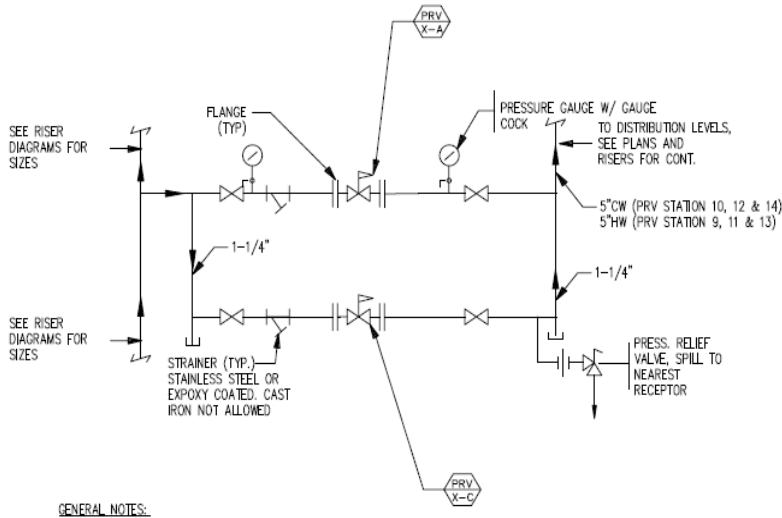 PRV
X-A
FLANGE
(TYP)
PRESSURE GAUGE W/ GAUGE
COCK
TO DISTRIBUTION LEVELS,
SEE PLANS AND
RISERS FOR CONT.
SEE RISER
DIAGRAMS FOR
SIZES
5"CW (PRV STATION 10, 12 & 14)
5"HW (PRV STATION 9, 11 & 13)
1-1/4"
1-1/4"
SEE RISER
DIAGRAMS FOR
SIZES
STRAINER (TYP.)
STAINLESS STEEL OR
EXPOXY COATED. CAST
IRON NOT ALLOWED
PRESS. RELIEF
VALVE, SPILL TO
NEAREST
RECEPTOR
PRV
X-C
GENERAL NOTES: